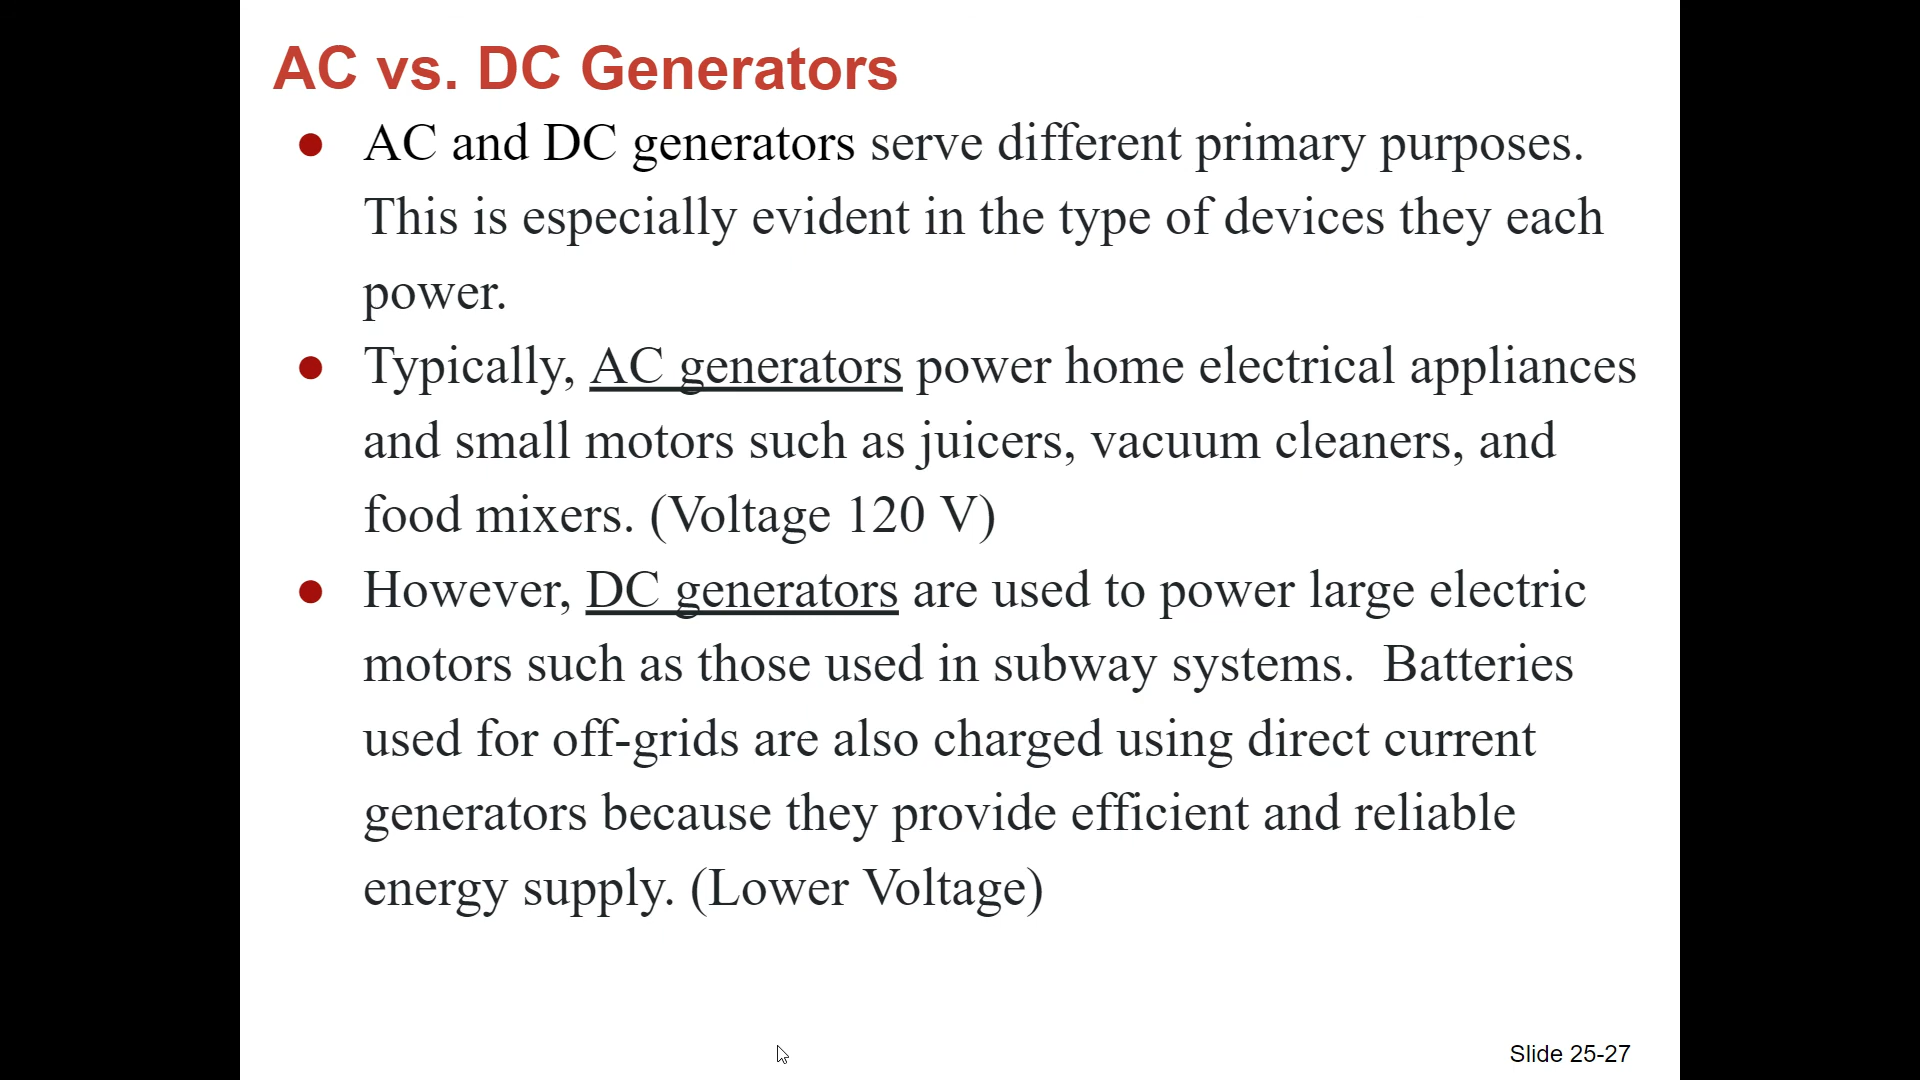 AC vs. DC Generators
● AC and DC generators serve different primary purposes.
This is especially evident in the type of devices they each
power.
● Typically, AC generators power home electrical appliances
and small motors such as juicers, vacuum cleaners, and
food mixers. (Voltage 120 V)
● However, DC generators are used to power large electric
motors such as those used in subway systems.  Batteries
used for off-grids are also charged using direct current
generators because they provide efficient and reliable
energy supply. (Lower Voltage)
Slide 25-27